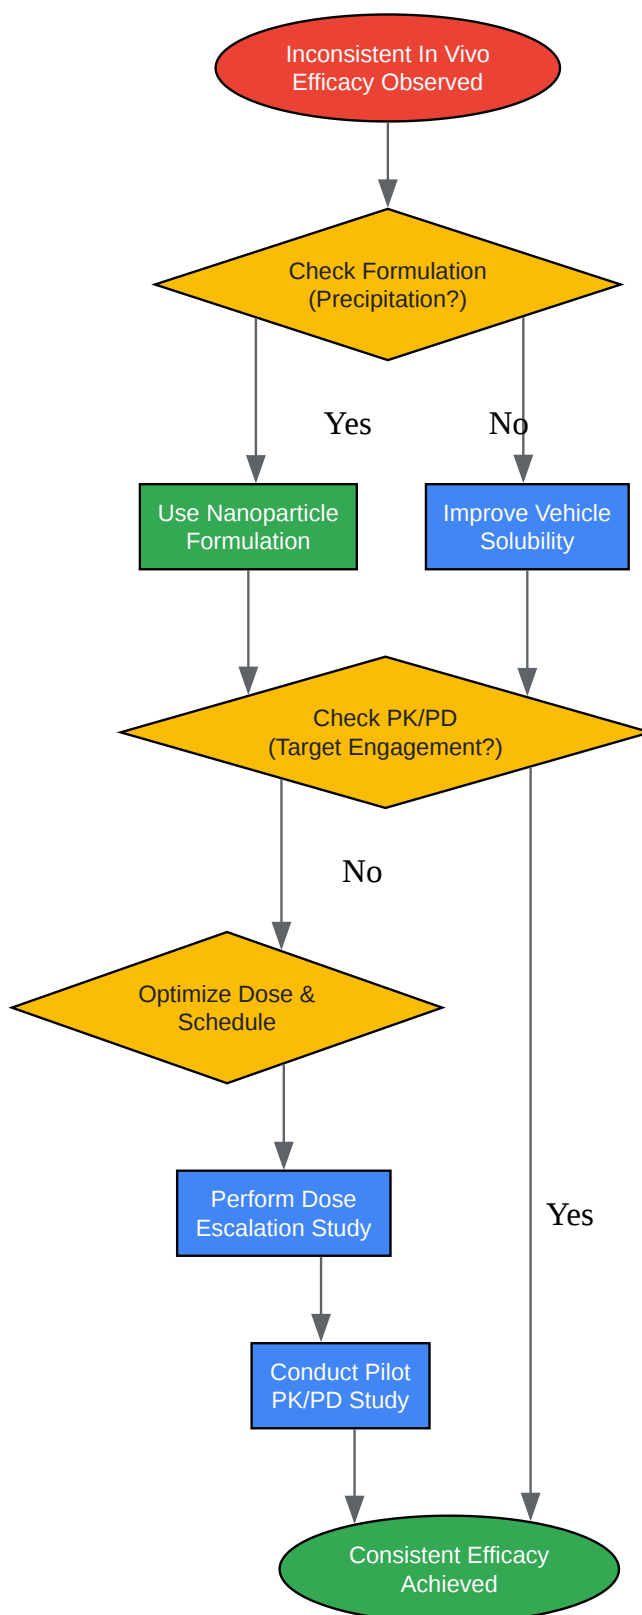 Inconsistent In Vivo
Efficacy Observed
Check Formulation
(Precipitation?)
Yes
No
Use Nanoparticle
Formulation
Improve Vehicle
Solubility
Check PK/PD
(Target Engagement?)
No
Optimize Dose &
Schedule
Perform Dose
Escalation Study
Yes
Conduct Pilot
PK/PD Study
Consistent Efficacy
Achieved